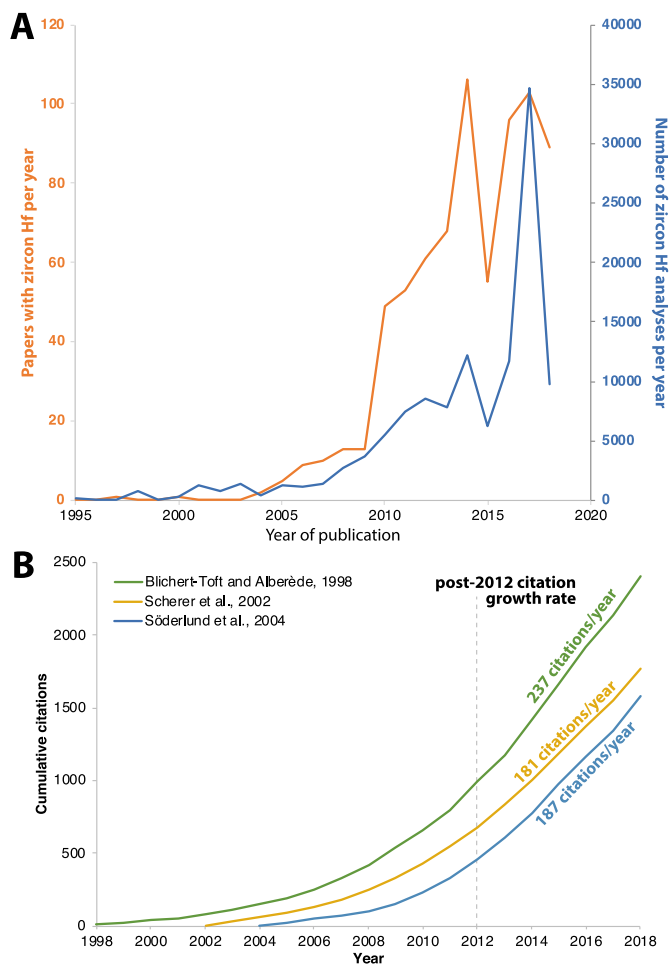 A
120
100
80
60
40
20
0
Papers with zircon Hf per year
40000
35000
30000
25000
20000
15000
10000
5000
0
Number of zircon Hf analyses per year
1995 2000 2005 2010 2015 2020
Year of publication
B
2500
2000
1500
1000
500
0
Cumulative citations
Blichert-Toft and Alberède, 1998
Scherer et al., 2002
Söderlund et al., 2004
post-2012 citation
growth rate
237 citations/year
181 citations/year
187 citations/year
1998 2000 2002 2004 2006 2008 2010 2012 2014 2016 2018
Year